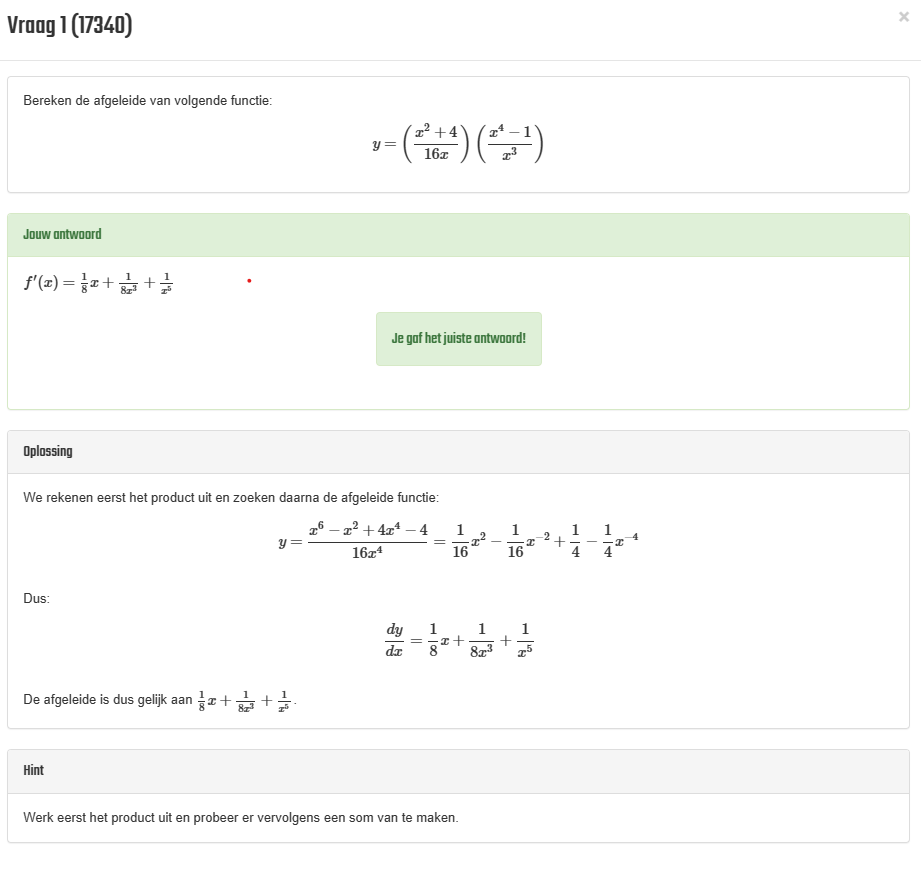 Vraag 1 (17340)
×
Bereken de afgeleide van volgende functie:
y = \left(\frac{x^2+4}{16x}\right)\left(\frac{x^4-1}{x^3}\right)
Jouw antwoord
f'(x) = \frac{1}{8}x + \frac{1}{8x^3} + \frac{1}{x^5}
Je gaf het juiste antwoord!
Oplossing
We rekenen eerst het product uit en zoeken daarna de afgeleide functie:
y = \frac{x^6 - x^2 + 4x^4 - 4}{16x^4} = \frac{1}{16}x^2 - \frac{1}{16}x^{-2} + \frac{1}{4} - \frac{1}{4}x^{-4}
Dus:
\frac{dy}{dx} = \frac{1}{8}x + \frac{1}{8x^3} + \frac{1}{x^5}
De afgeleide is dus gelijk aan \frac{1}{8}x + \frac{1}{8x^3} + \frac{1}{x^5}.
Hint
Werk eerst het product uit en probeer er vervolgens een som van te maken.